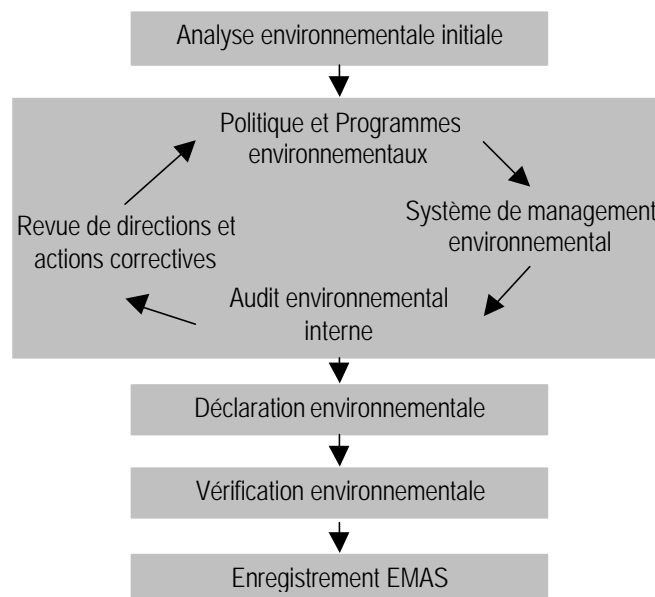 Analyse environnementale initiale
Politique et Programmes
environnementaux
Système de management
environnemental
Revue de directions et
actions correctives
Audit environnemental
interne
Déclaration environnementale
Vérification environnementale
Enregistrement EMAS